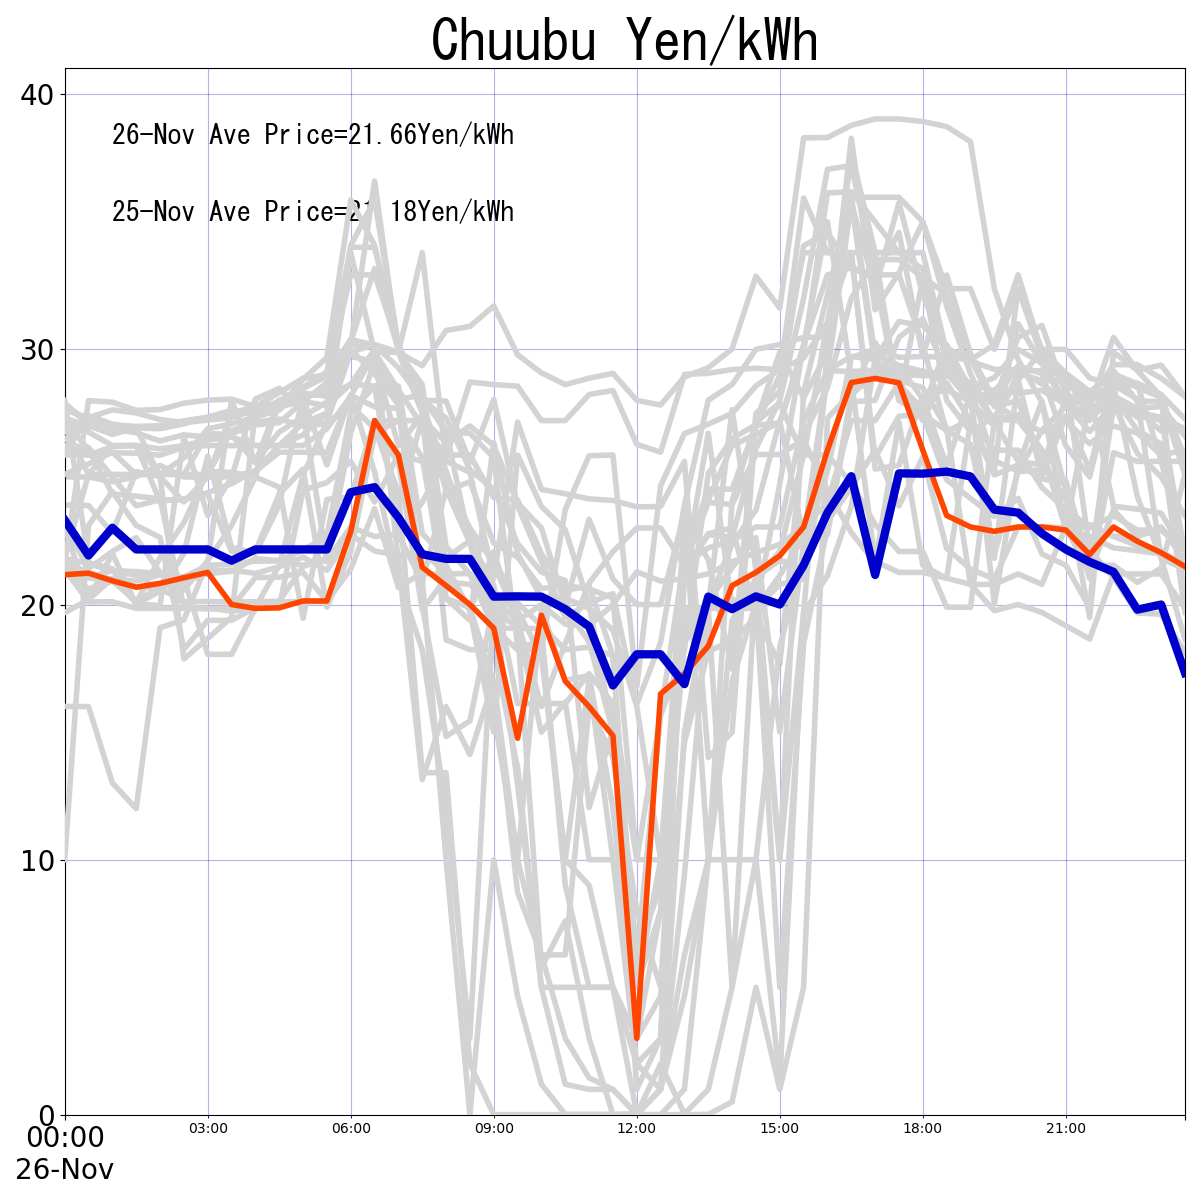 Chuubu Yen/kWh
40
26-Nov Ave Price=21.66Yen/kWh
25-Nov Ave Price=21.18Yen/kWh
30
20
10
0
00:00 03:00 06:00 09:00 12:00 15:00 18:00 21:00
26-Nov